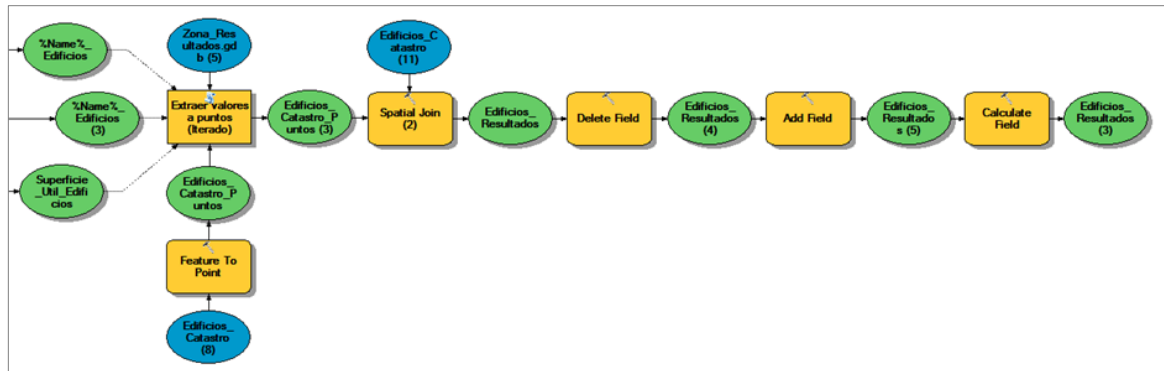 %Name%_
Edificios
Zona_Res
ultados.gd
b (5)
Edificios_C
atastro
(11)
%Name%_
Edificios
(3)
Extraer valores
a puntos
(Iterado)
Edificios_
Catastro_P
untos (3)
Spatial Join
(2)
Edificios_
Resultados
Delete Field
Edificios_
Resultados
(4)
Add Field
Edificios_
Resultado
s (5)
Calculate
Field
Edificios_
Resultados
(3)
Superficie
_Util_Edifi
cios
Edificios_
Catastro_P
untos
Feature To
Point
Edificios_
Catastro
(8)